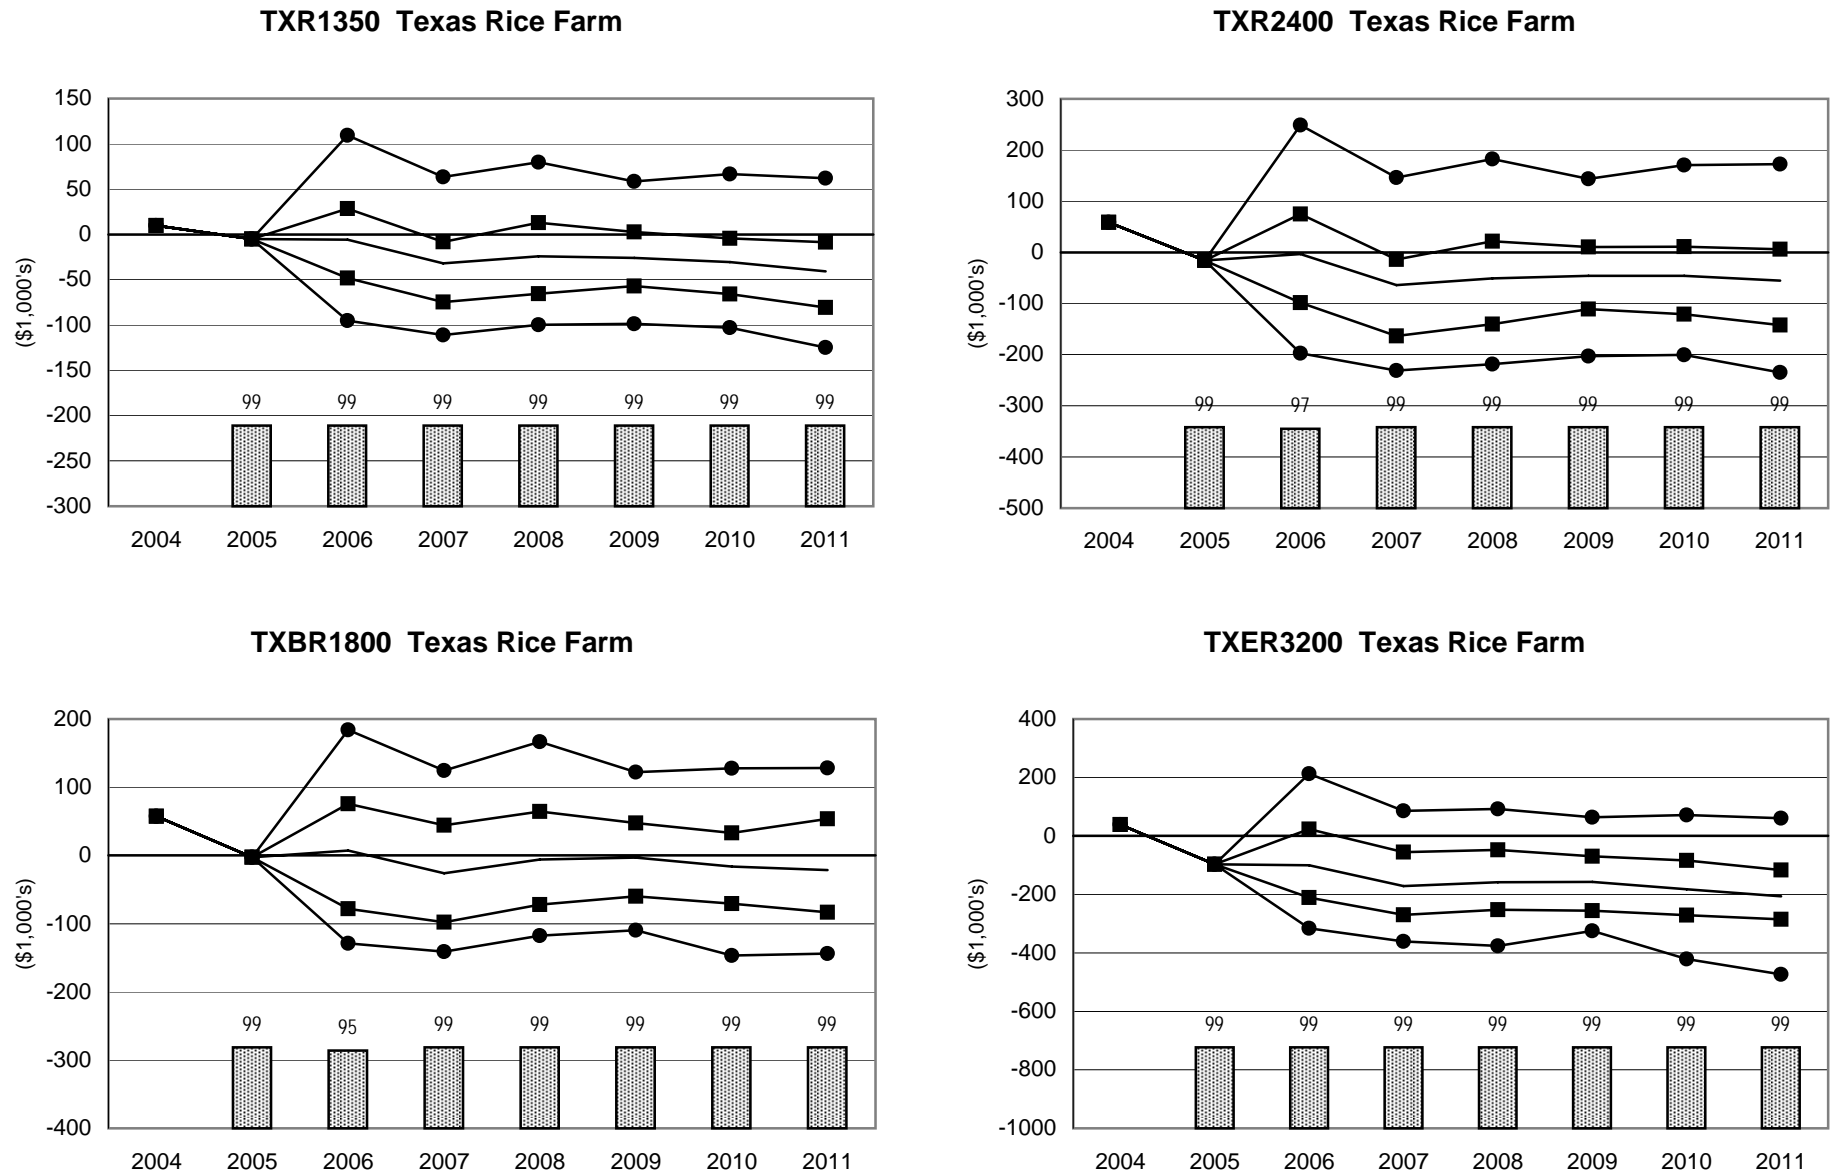 TXR1350 Texas Rice Farm
150
100
50
0
-50
-100
-150
-200
-250
-300
($1,000's)
99 99 99 99 99 99 99
2004 2005 2006 2007 2008 2009 2010 2011
TXR2400 Texas Rice Farm
300
200
100
0
-100
-200
-300
-400
-500
($1,000's)
99 97 99 99 99 99 99
2004 2005 2006 2007 2008 2009 2010 2011
TXBR1800 Texas Rice Farm
200
100
0
-100
-200
-300
-400
($1,000's)
99 95 99 99 99 99 99
2004 2005 2006 2007 2008 2009 2010 2011
TXER3200 Texas Rice Farm
400
200
0
-200
-400
-600
-800
-1000
($1,000's)
99 99 99 99 99 99 99
2004 2005 2006 2007 2008 2009 2010 2011